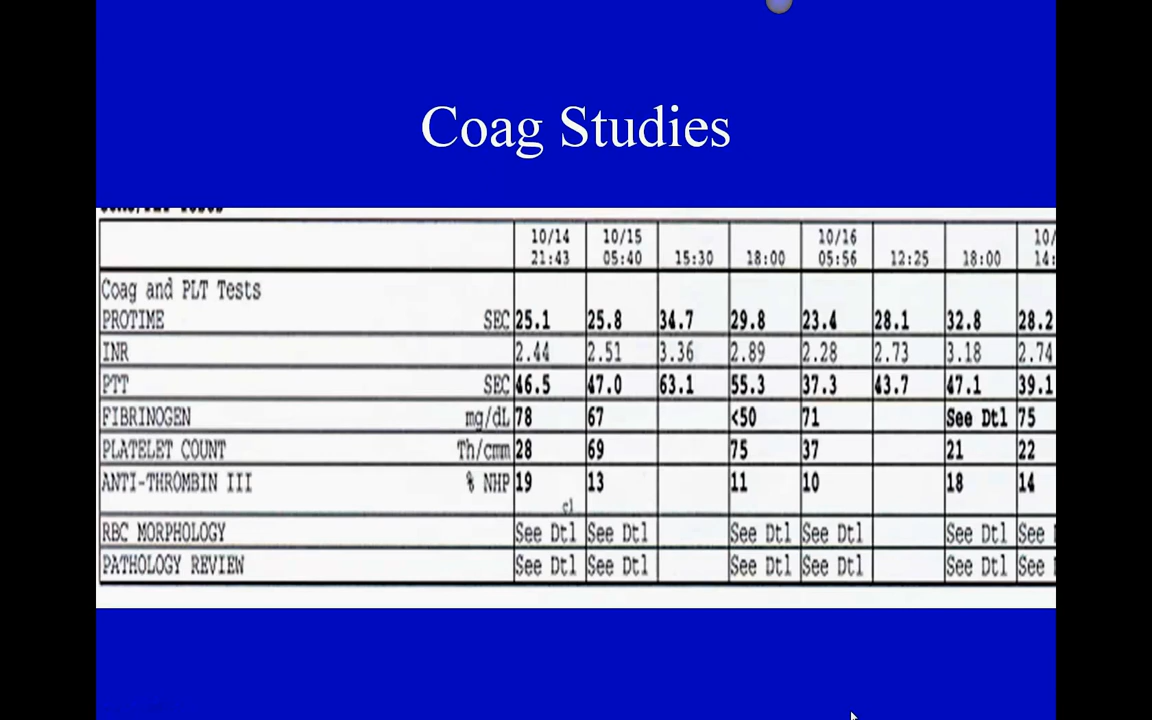 Coag Studies
10/14 10/15 10/16 10/
21:43 05:40 15:30 18:00 05:56 12:25 18:00 14:
Coag and PLT Tests
PROTIME SEC 25.1 25.8 34.7 29.8 23.4 28.1 32.8 28.2
INR 2.44 2.51 3.36 2.89 2.28 2.73 3.18 2.74
PTT SEC 46.5 47.0 63.1 55.3 37.3 43.7 47.1 39.1
FIBRINOGEN mg/dL 78 67 <50 71 See Dtl 75
PLATELET COUNT Th/cmm 28 69 75 37 21 22
ANTI-THROMBIN III % NHP 19 13 11 10 18 14
cl
RBC MORPHOLOGY See Dtl See Dtl See Dtl See Dtl See Dtl See
PATHOLOGY REVIEW See Dtl See Dtl See Dtl See Dtl See Dtl See